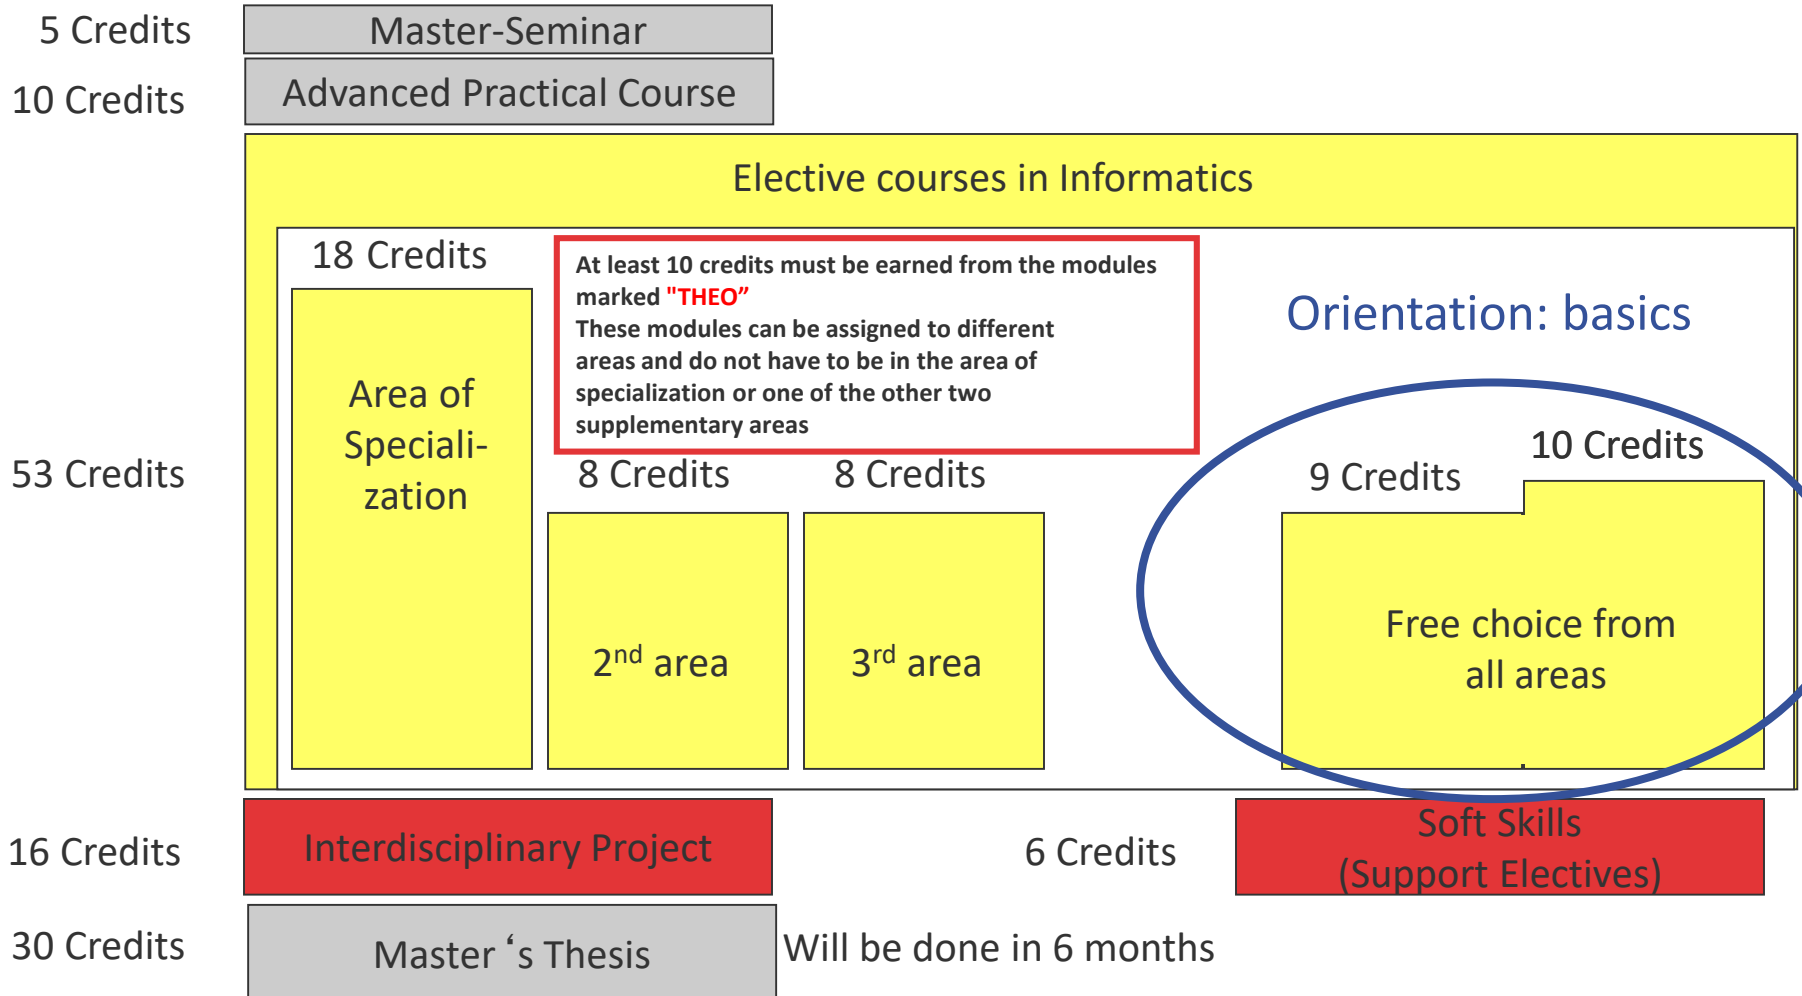 5 Credits
Master-Seminar
10 Credits
Advanced Practical Course
Elective courses in Informatics
53 Credits
18 Credits
Area of
Speciali-
zation
At least 10 credits must be earned from the modules
marked "THEO”
These modules can be assigned to different
areas and do not have to be in the area of
specialization or one of the other two
supplementary areas
8 Credits
2nd area
8 Credits
3rd area
Orientation: basics
9 Credits
10 Credits
Free choice from
all areas
16 Credits
Interdisciplinary Project
6 Credits
Soft Skills
(Support Electives)
30 Credits
Master ‘s Thesis
Will be done in 6 months